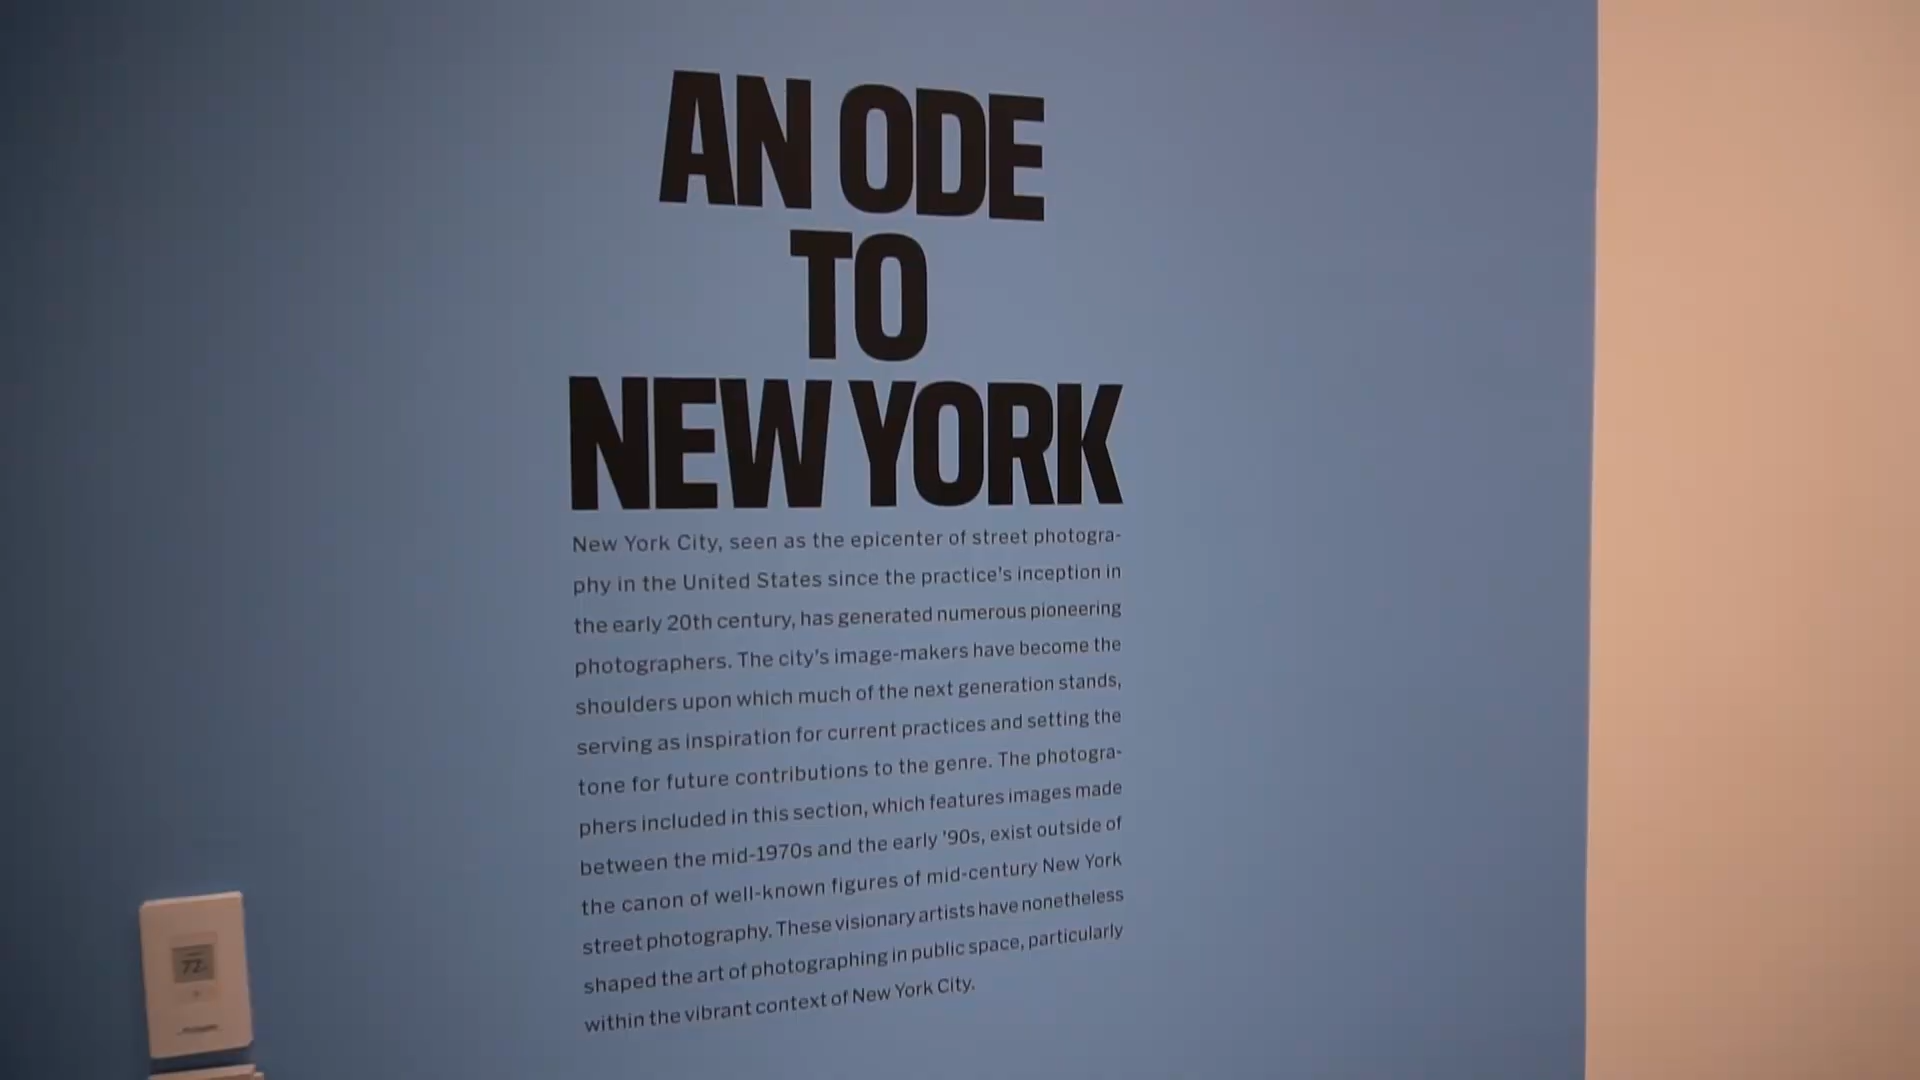 AN ODE
TO
NEW YORK
New York City, seen as the epicenter of street photogra-
phy in the United States since the practice's inception in
the early 20th century, has generated numerous pioneering
photographers. The city's image-makers have become the
shoulders upon which much of the next generation stands,
serving as inspiration for current practices and setting the
tone for future contributions to the genre. The photogra-
phers included in this section, which features images made
between the mid-1970s and the early '90s, exist outside of
the canon of well-known figures of mid-century New York
street photography. These visionary artists have nonetheless
shaped the art of photographing in public space, particularly
within the vibrant context of New York City.
72